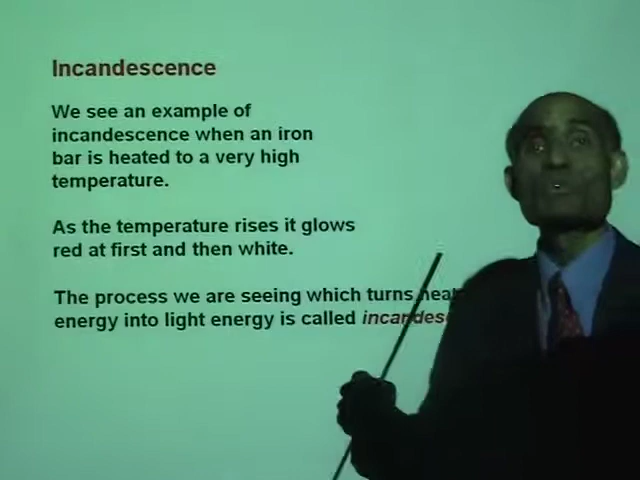 Incandescence
We see an example of
incandescence when an iron
bar is heated to a very high
temperature.
As the temperature rises it glows
red at first and then white.
The process we are seeing which turns heat
energy into light energy is called incandes